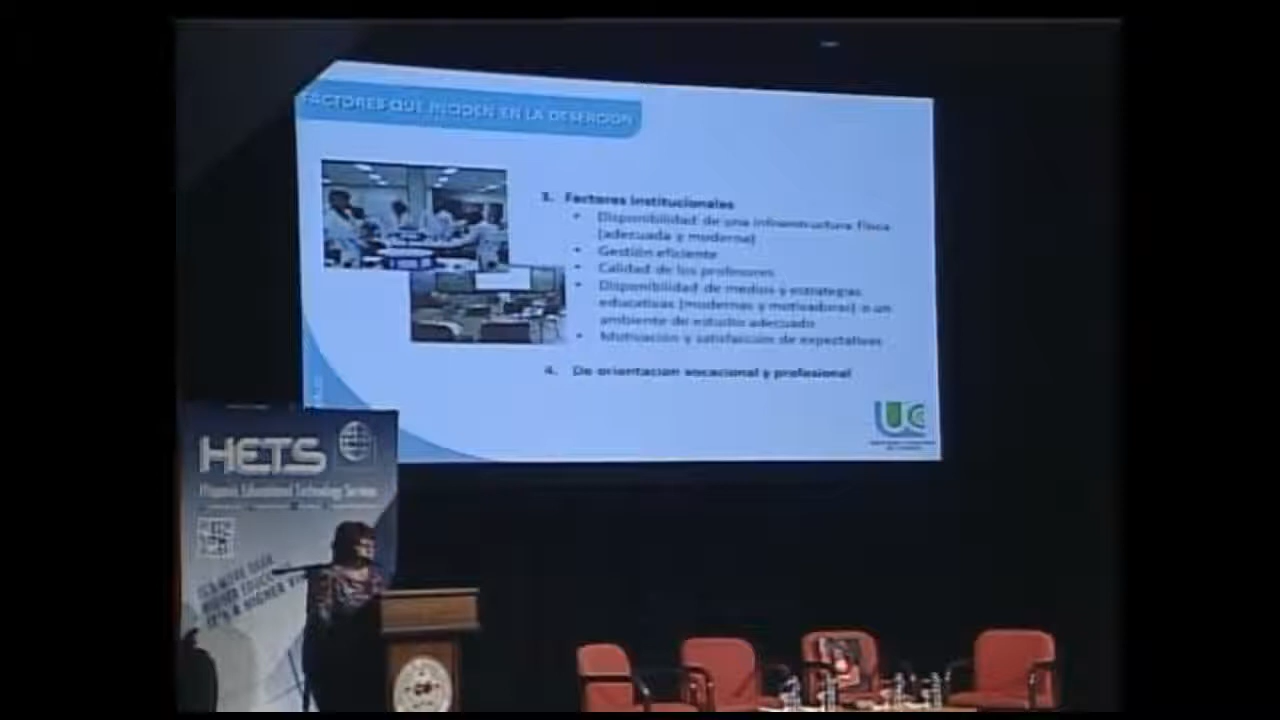 FACTORES QUE INCIDEN EN LA DESERCIÓN
3. Factores institucionales
• Disponibilidad de una infraestructura física
(adecuada y moderna)
• Gestión eficiente
• Calidad de los profesores
• Disponibilidad de medios y estrategias
educativas (modernas y motivadoras) o un
ambiente de estudio adecuado
• Motivación y satisfacción de expectativas
4. De orientación vocacional y profesional
UC
HETS
Hispanic Educational Technology Services